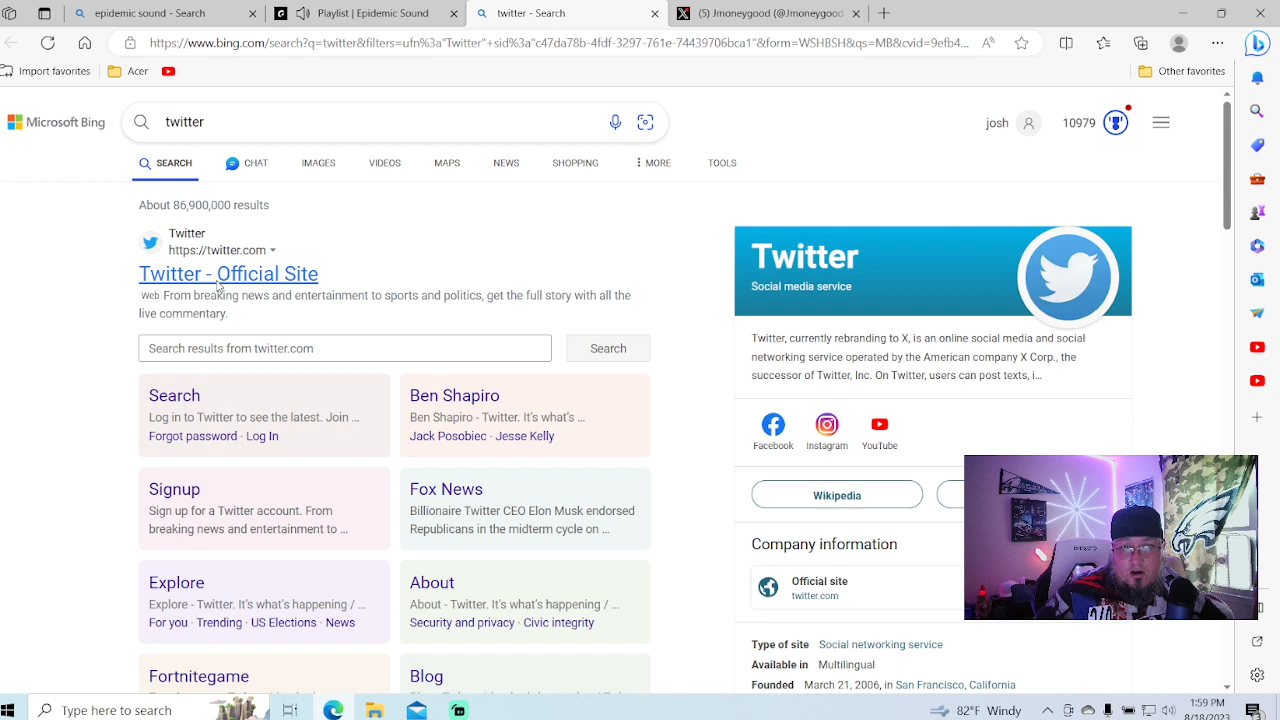 twitter - Search
Playlist | Epidemic Sound
twitter - Search
(5) Jmoneygood (@Jmoneygood)
https://www.bing.com/search?q=twitter&filters=ufn%3a"Twitter"+sid%3a"c47da78b-4fdf-3297-761e-74439706bca1"&form=WSHBSH&qs=MB&cvid=9efb4...
Import favorites
Acer
Other favorites
Microsoft Bing
twitter
josh
10979
SEARCH
CHAT
IMAGES
VIDEOS
MAPS
NEWS
SHOPPING
MORE
TOOLS
About 86,900,000 results
Twitter
https://twitter.com
Twitter - Official Site
Web From breaking news and entertainment to sports and politics, get the full story with all the
live commentary.
Search results from twitter.com
Search
Search
Log in to Twitter to see the latest. Join ...
Forgot password · Log In
Ben Shapiro
Ben Shapiro - Twitter. It's what's ...
Jack Posobiec · Jesse Kelly
Signup
Sign up for a Twitter account. From
breaking news and entertainment to ...
Fox News
Billionaire Twitter CEO Elon Musk endorsed
Republicans in the midterm cycle on ...
Explore
Explore - Twitter. It's what's happening / ...
For you · Trending · US Elections · News
About
About - Twitter. It's what's happening / ...
Security and privacy · Civic integrity
Fortnitegame
Blog
Twitter
Social media service
Twitter, currently rebranding to X, is an online social media and social
networking service operated by the American company X Corp., the
successor of Twitter, Inc. On Twitter, users can post texts, i...
Facebook
Instagram
YouTube
Wikipedia
Company information
Official site
twitter.com
Type of site Social networking service
Available in Multilingual
Founded March 21, 2006, in San Francisco, California
Type here to search
82°F Windy
1:59 PM
8/18/2023